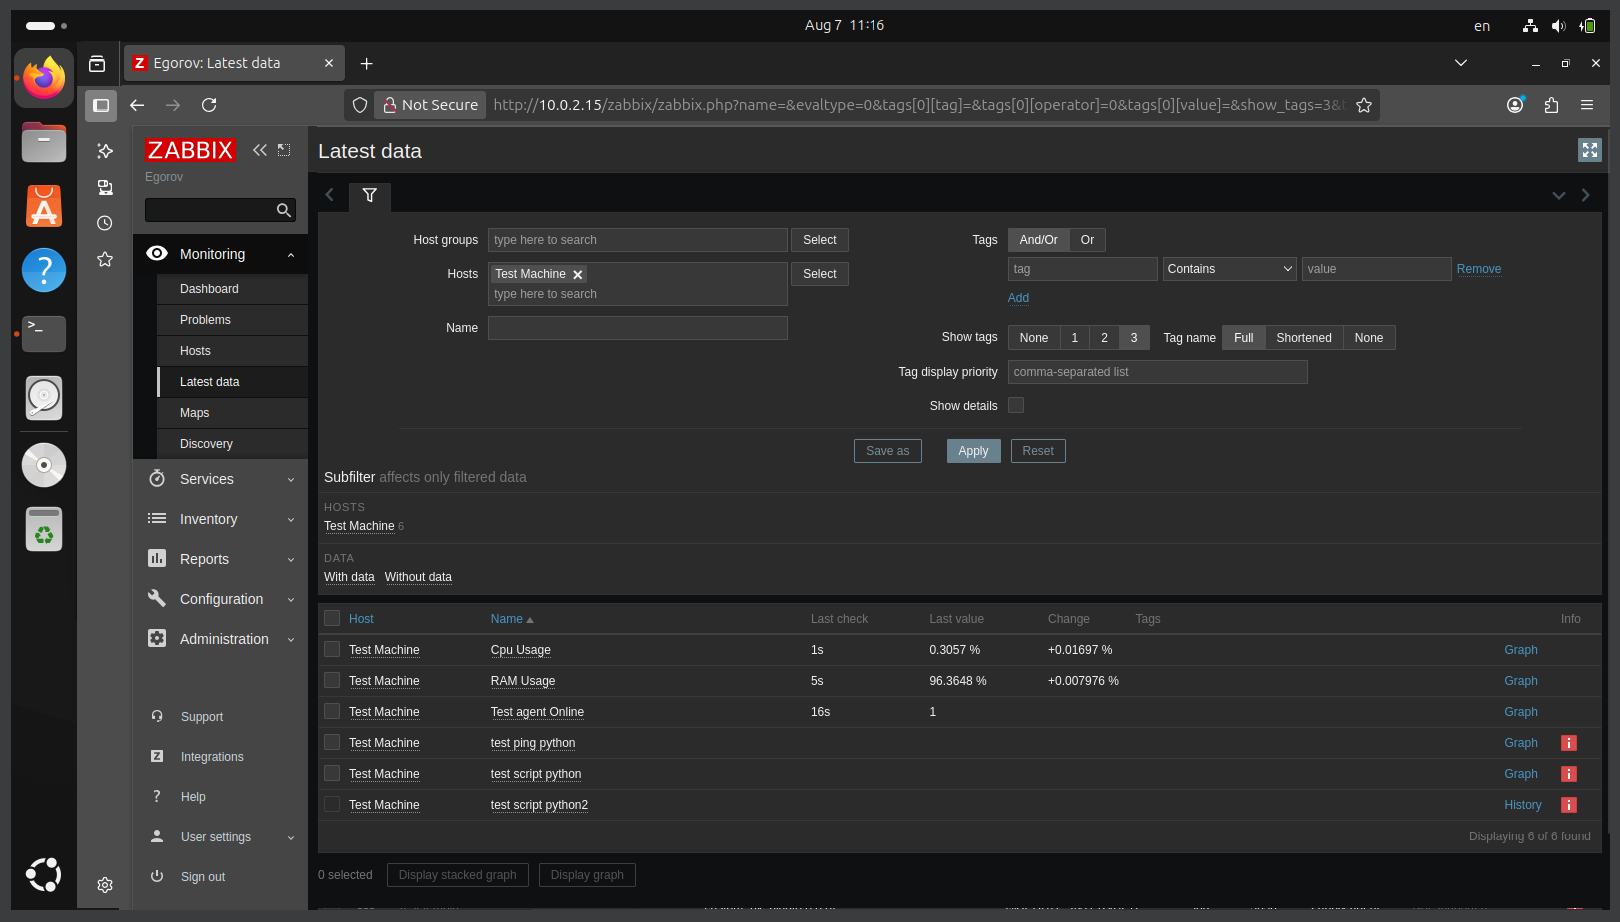 Aug 7 11:16
en
Z Egorov: Latest data
Not Secure http://10.0.2.15/zabbix/zabbix.php?name=&evaltype=0&tags[0][tag]=&tags[0][operator]=0&tags[0][value]=&show_tags=3&
ZABBIX
Egorov
Monitoring
Dashboard
Problems
Hosts
Latest data
Maps
Discovery
Services
Inventory
Reports
Configuration
Administration
Support
Z Integrations
? Help
User settings
Sign out
Latest data
Host groups type here to search Select
Hosts Test Machine type here to search Select
Name
Tags And/Or Or
tag Contains value Remove
Add
Show tags None 1 2 3 Tag name Full Shortened None
Tag display priority comma-separated list
Show details
Save as Apply Reset
Subfilter affects only filtered data
HOSTS
Test Machine 6
DATA
With data Without data
Host Name Last check Last value Change Tags Info
Test Machine Cpu Usage 1s 0.3057 % +0.01697 % Graph
Test Machine RAM Usage 5s 96.3648 % +0.007976 % Graph
Test Machine Test agent Online 16s 1 Graph
Test Machine test ping python Graph i
Test Machine test script python Graph i
Test Machine test script python2 History i
Displaying 6 of 6 found
0 selected Display stacked graph Display graph